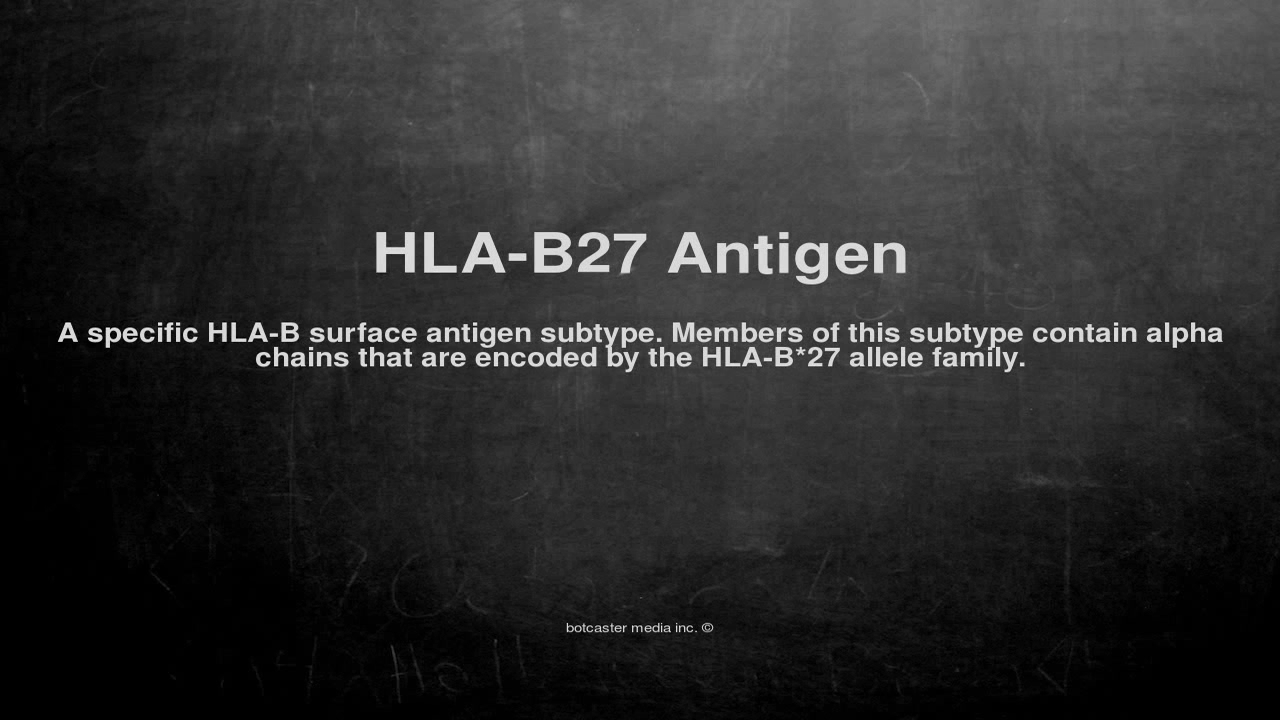 HLA-B27 Antigen
A specific HLA-B surface antigen subtype. Members of this subtype contain alpha
chains that are encoded by the HLA-B*27 allele family.
botcaster media inc. ©